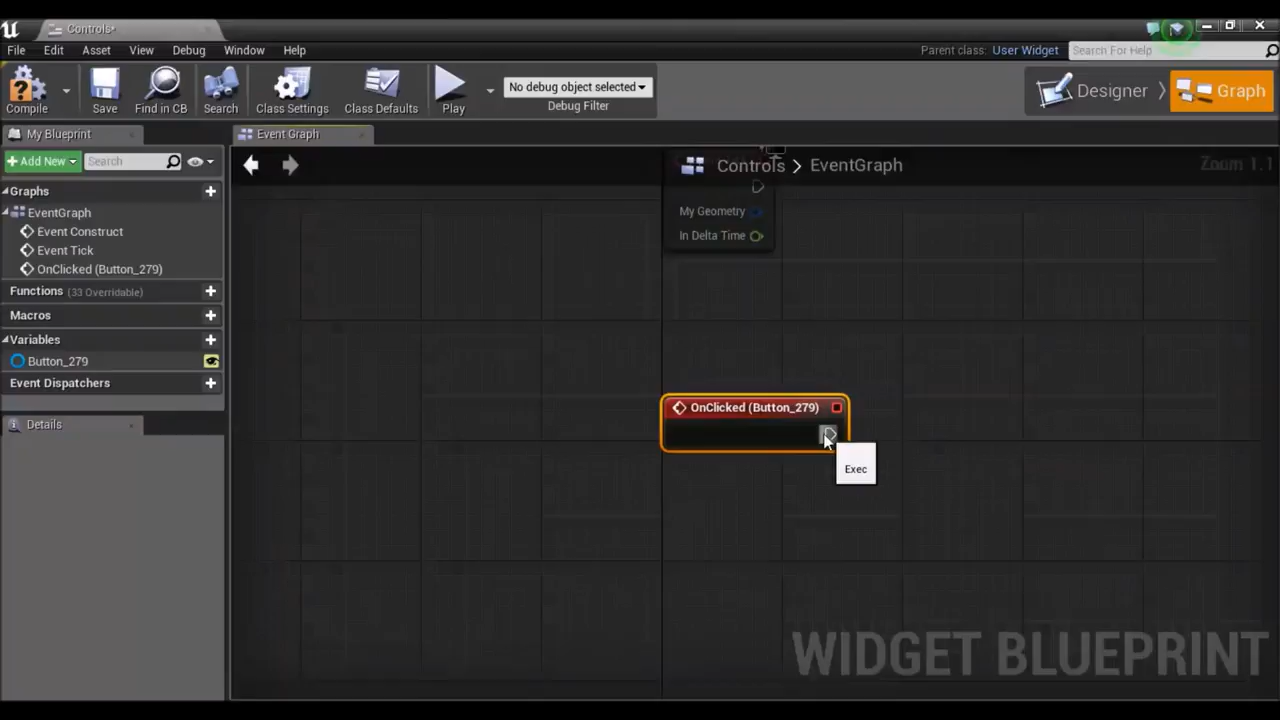 Controls*
File Edit Asset View Debug Window Help
Parent class: User Widget Search For Help
Compile Save Find in CB Search Class Settings Class Defaults Play
No debug object selected
Debug Filter
Designer Graph
My Blueprint
Event Graph
+Add New Search
Controls > EventGraph
Zoom 1:1
Graphs
EventGraph
Event Construct
Event Tick
OnClicked (Button_279)
Functions (33 Overridable)
Macros
Variables
Button_279
Event Dispatchers
Details
My Geometry
In Delta Time
OnClicked (Button_279)
Exec
WIDGET BLUEPRINT